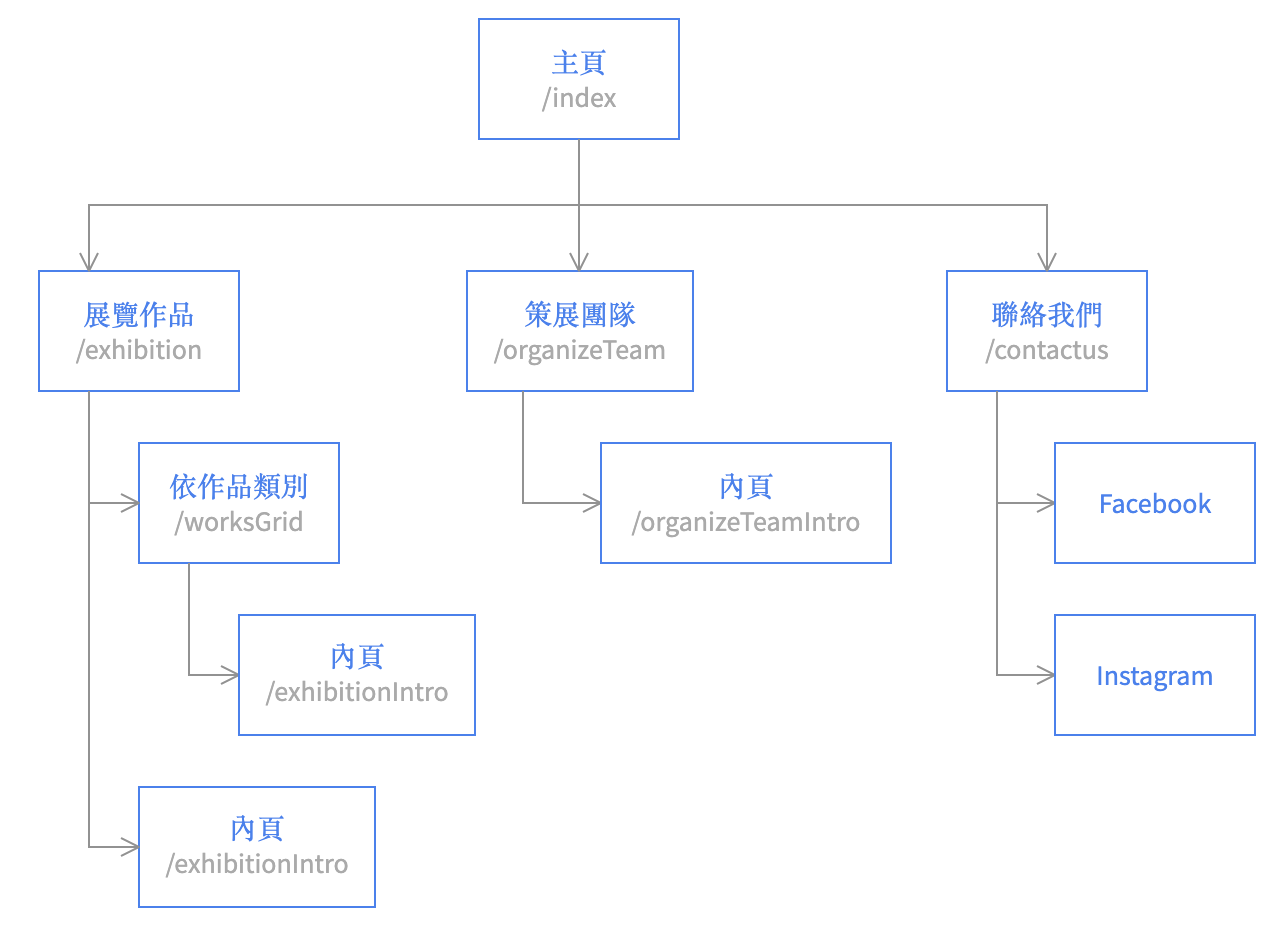 主頁
/index
展覽作品
/exhibition
策展團隊
/organizeTeam
聯絡我們
/contactus
依作品類別
/worksGrid
內頁
/organizeTeamIntro
Facebook
內頁
/exhibitionIntro
Instagram
內頁
/exhibitionIntro